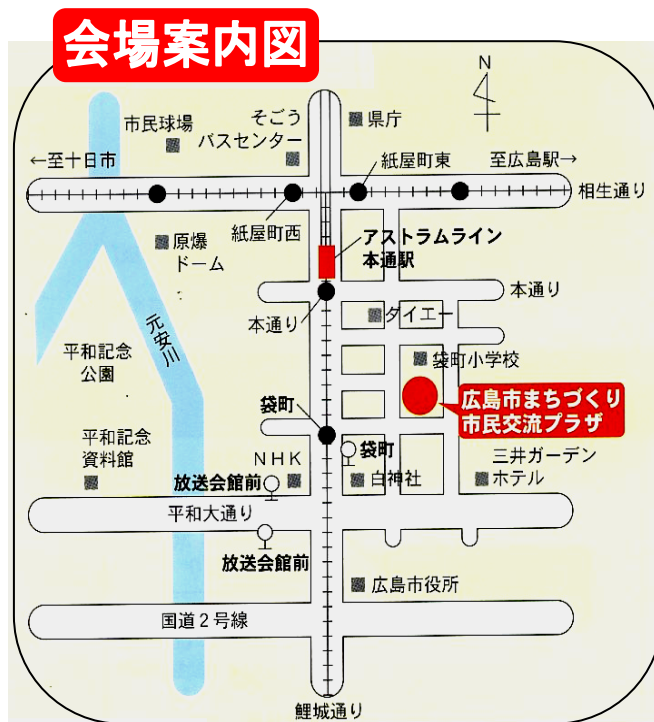 会場案内図
N
市民球場
そごう
バスセンター
県庁
←至十日市
紙屋町東
至広島駅→
相生通り
紙屋町西
原爆
ドーム
アストラムライン
本通駅
本通り
本通り
ダイエー
元安川
平和記念
公園
袋町小学校
広島市まちづくり
市民交流プラザ
袋町
袋町
平和記念
資料館
NHK
白神社
三井ガーデン
ホテル
放送会館前
平和大通り
放送会館前
広島市役所
国道2号線
鯉城通り